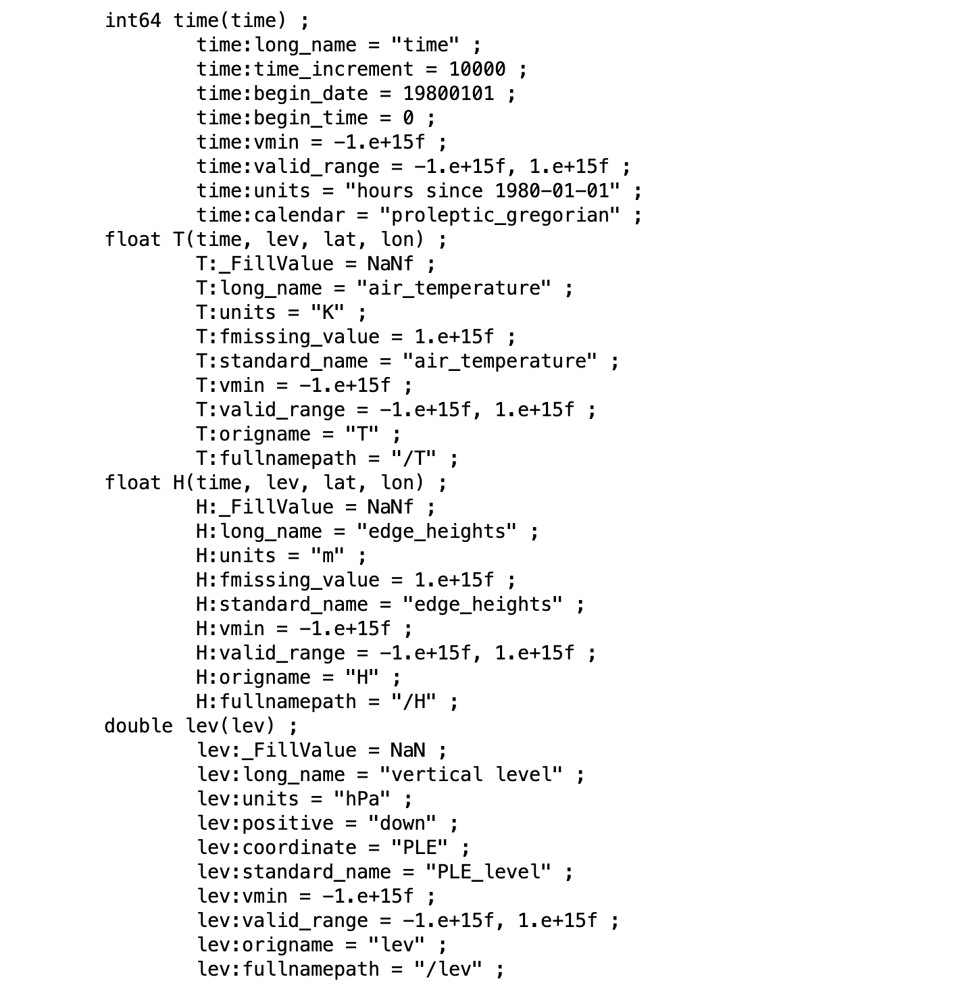 int64 time(time) ;
time:long_name = "time" ;
time:time_increment = 10000 ;
time:begin_date = 19800101 ;
time:begin_time = 0 ;
time:vmin = -1.e+15f ;
time:valid_range = -1.e+15f, 1.e+15f ;
time:units = "hours since 1980-01-01" ;
time:calendar = "proleptic_gregorian" ;
float T(time, lev, lat, lon) ;
T:_FillValue = NaNf ;
T:long_name = "air_temperature" ;
T:units = "K" ;
T:fmissing_value = 1.e+15f ;
T:standard_name = "air_temperature" ;
T:vmin = -1.e+15f ;
T:valid_range = -1.e+15f, 1.e+15f ;
T:origname = "T" ;
T:fullnamepath = "/T" ;
float H(time, lev, lat, lon) ;
H:_FillValue = NaNf ;
H:long_name = "edge_heights" ;
H:units = "m" ;
H:fmissing_value = 1.e+15f ;
H:standard_name = "edge_heights" ;
H:vmin = -1.e+15f ;
H:valid_range = -1.e+15f, 1.e+15f ;
H:origname = "H" ;
H:fullnamepath = "/H" ;
double lev(lev) ;
lev:_FillValue = NaN ;
lev:long_name = "vertical level" ;
lev:units = "hPa" ;
lev:positive = "down" ;
lev:coordinate = "PLE" ;
lev:standard_name = "PLE_level" ;
lev:vmin = -1.e+15f ;
lev:valid_range = -1.e+15f, 1.e+15f ;
lev:origname = "lev" ;
lev:fullnamepath = "/lev" ;